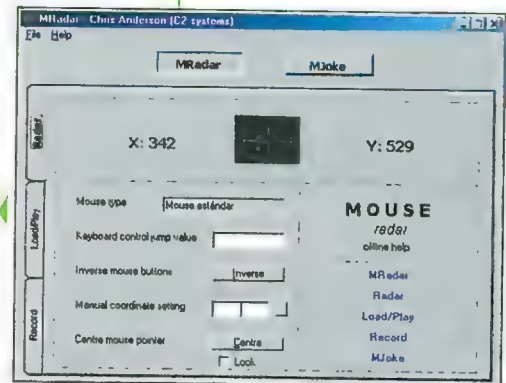 MRadar - Chris Anderson (C2 systems)
File Help
MRadar MJoke
Radar
X: 342
Y: 529
Load/Play
Record
Mouse type Mouse estándar
Keyboard control jump value
Inverse mouse buttons Inverse
Manual coordinate setting
Centre mouse pointer Centre
Lock
MOUSE
radar
offline help
MRadar
Radar
Load/Play
Record
MJoke